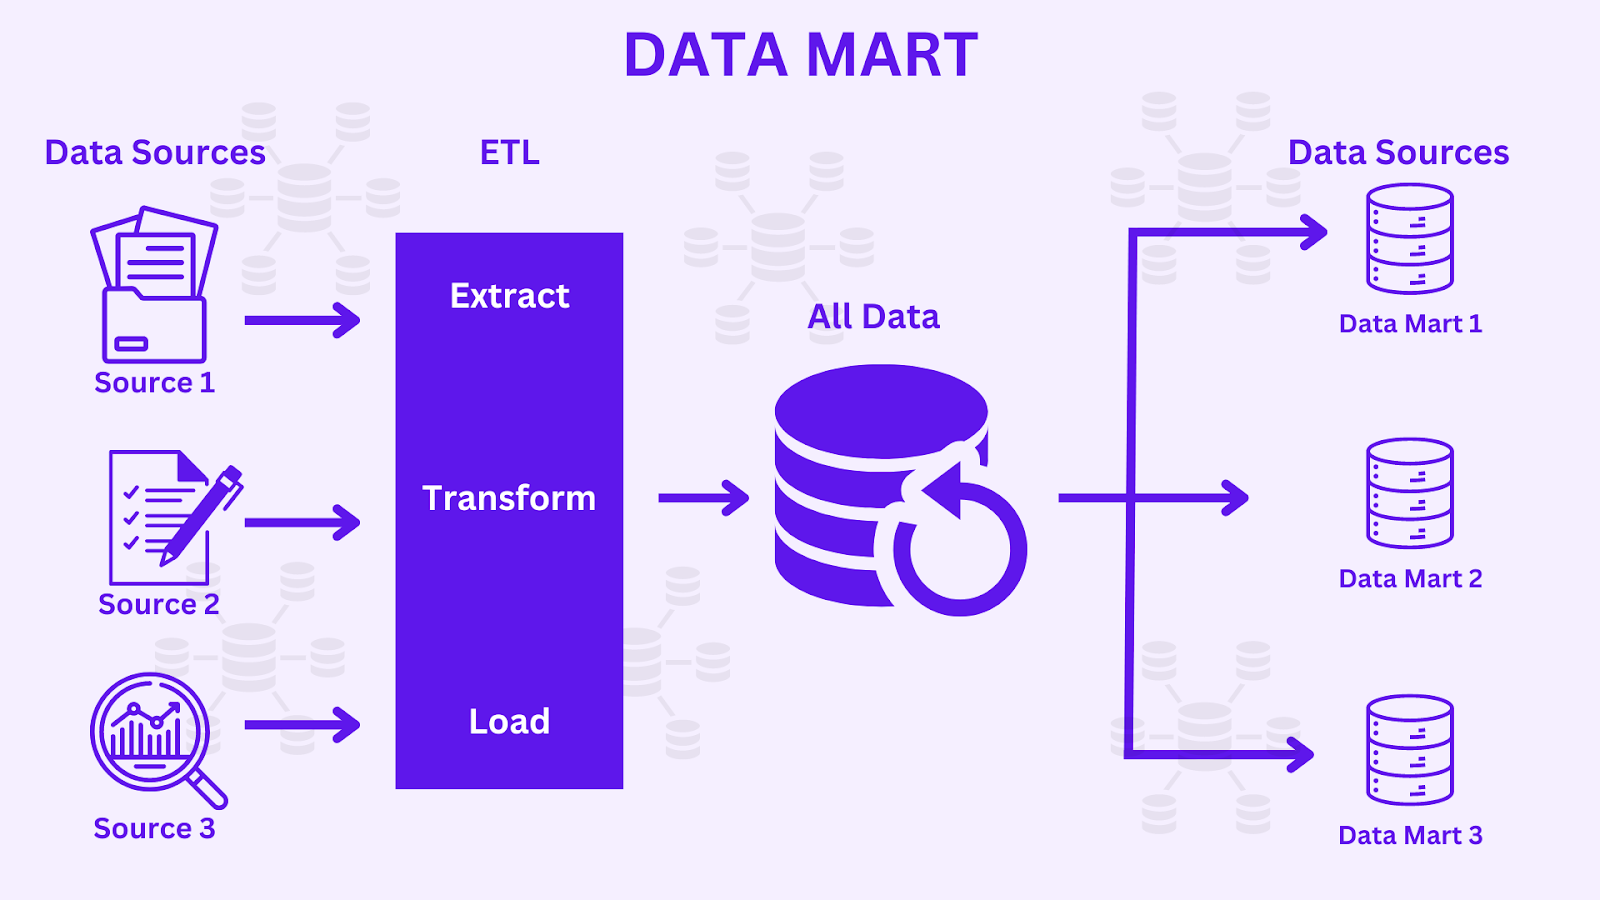 DATA MART
Data Sources
ETL
Data Sources
Source 1
Source 2
Source 3
Extract
Transform
Load
All Data
Data Mart 1
Data Mart 2
Data Mart 3